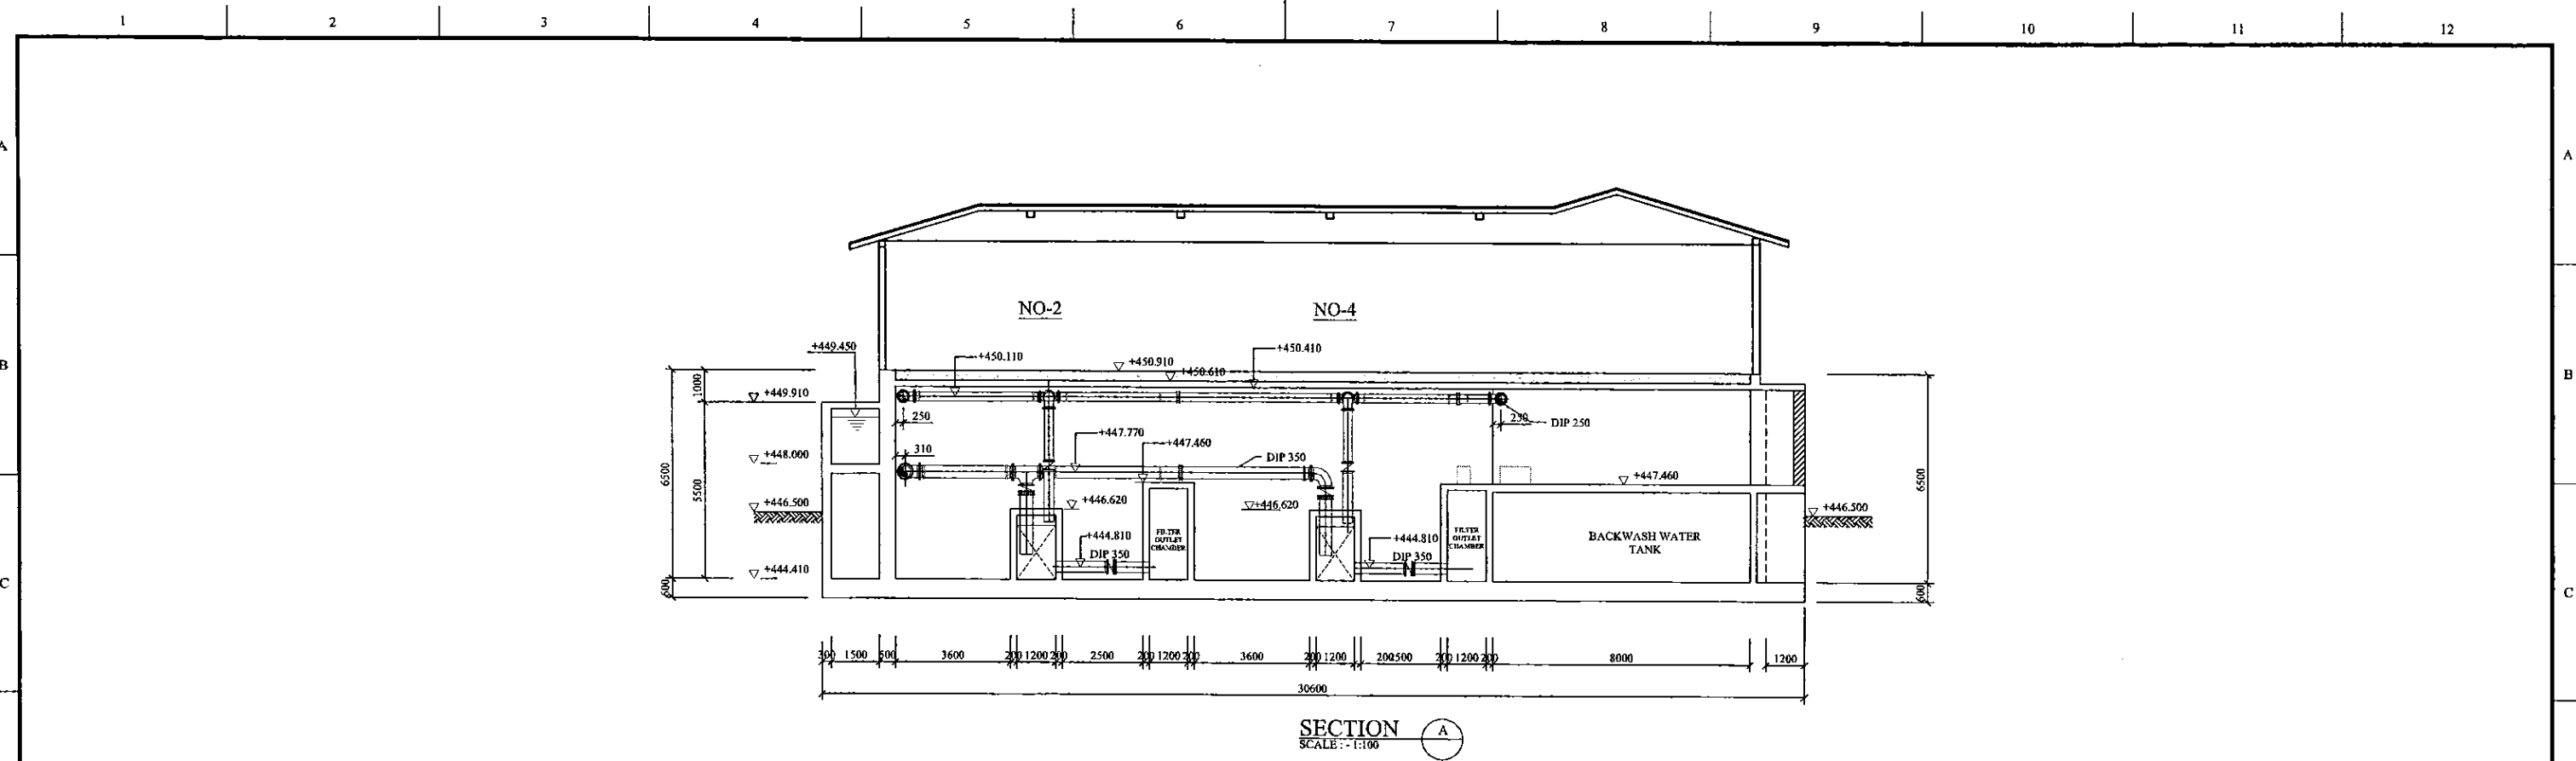 1 2 3 4 5 6 7 8 9 10 11 12
A A
NO-2 NO-4
+449.450
+450.110 +450.910 +450.410
+450.610
B B
1000
+449.910
250 250 DIP 250
+447.770
+447.460
310
DIP 350
+448.000
6500 5500 6500
+447.460
+446.500 +446.620 +446.620 +446.500
FILTER
OUTLET
CHAMBER
FILTER
OUTLET
CHAMBER
+444.810 +444.810
DIP 350 DIP 350
BACKWASH WATER
TANK
+444.410
C C
600 600
300 1500 500 3600 200 1200 200 2500 200 1200 200 3600 200 1200 200 2500 200 1200 200 8000 1200
30600
SECTION A
SCALE : - 1:100